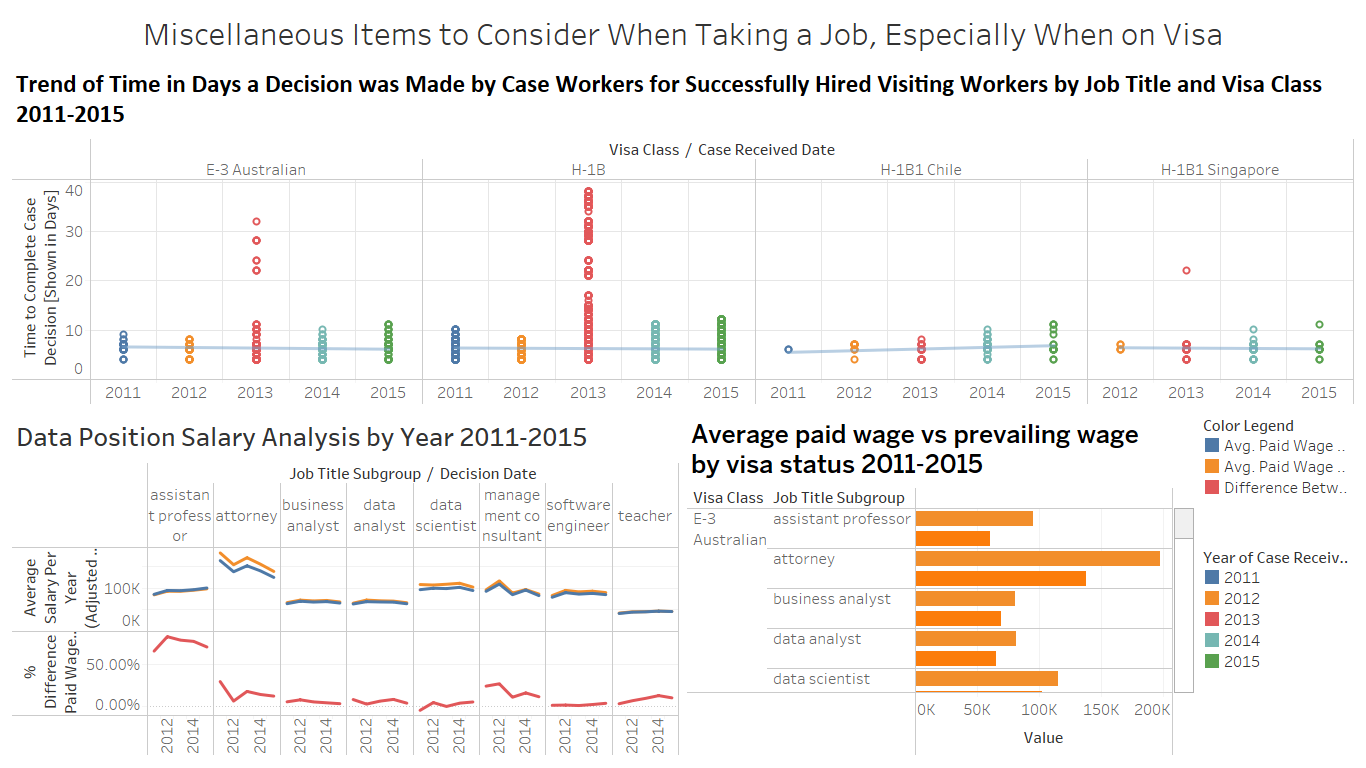 Miscellaneous Items to Consider When Taking a Job, Especially When on Visa
Trend of Time in Days a Decision was Made by Case Workers for Successfully Hired Visiting Workers by Job Title and Visa Class
2011-2015
Visa Class / Case Received Date
E-3 Australian
H-1B
H-1B1 Chile
H-1B1 Singapore
Time to Complete Case
Decision [Shown in Days]
40
30
20
10
0
2011 2012 2013 2014 2015 2011 2012 2013 2014 2015 2011 2012 2013 2014 2015 2012 2013 2014 2015
Data Position Salary Analysis by Year 2011-2015
Job Title Subgroup / Decision Date
assistan
t profess
or
attorney
business
analyst
data
analyst
data
scientist
manage
ment co
nsultant
software
engineer
teacher
Average
Salary Per
Year
(Adjusted ..
100K
0K
%
Difference
Paid Wage..
50.00%
0.00%
2012 2014 2012 2014 2012 2014 2012 2014 2012 2014 2012 2014 2012 2014 2012 2014
Average paid wage vs prevailing wage
by visa status 2011-2015
Visa Class Job Title Subgroup
E-3
Australian
assistant professor
attorney
business analyst
data analyst
data scientist
0K 50K 100K 150K 200K
Value
Color Legend
Avg. Paid Wage ..
Avg. Paid Wage ..
Difference Betw..
Year of Case Receiv..
2011
2012
2013
2014
2015